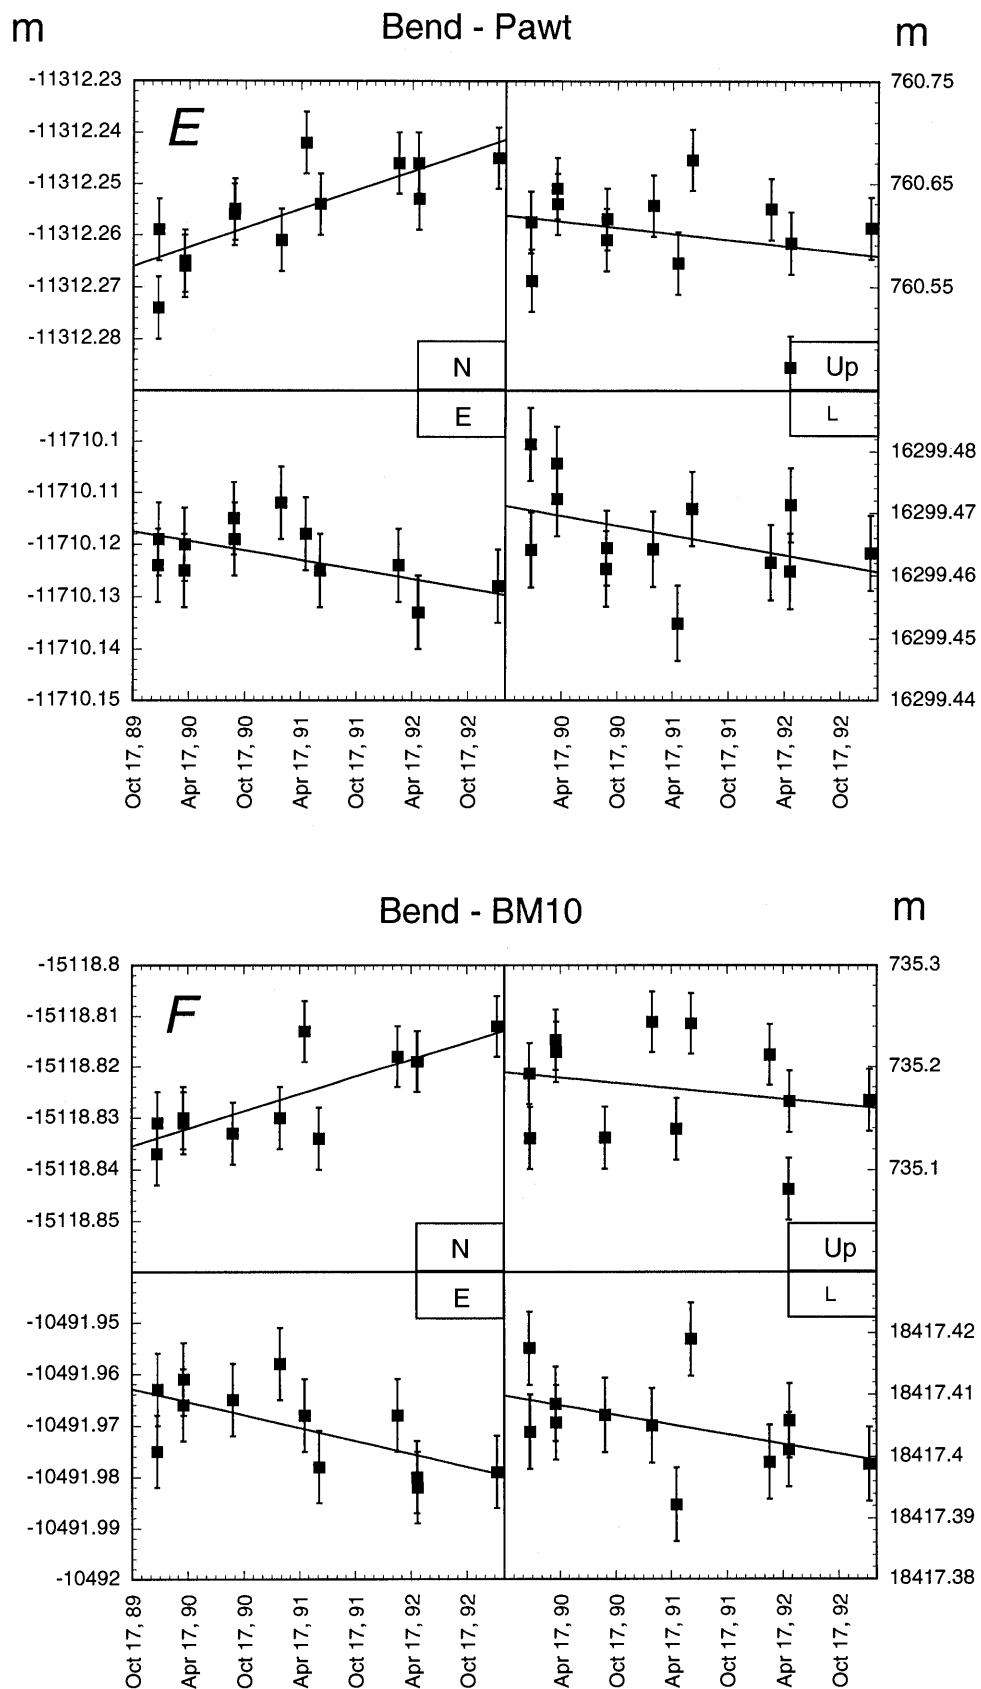 m
Bend - Pawt
m
-11312.23
-11312.24
-11312.25
-11312.26
-11312.27
-11312.28
E
N
760.75
760.65
760.55
Up
-11710.1
-11710.11
-11710.12
-11710.13
-11710.14
-11710.15
E
L
16299.48
16299.47
16299.46
16299.45
16299.44
Oct 17, 89
Apr 17, 90
Oct 17, 90
Apr 17, 91
Oct 17, 91
Apr 17, 92
Oct 17, 92
Apr 17, 90
Oct 17, 90
Apr 17, 91
Oct 17, 91
Apr 17, 92
Oct 17, 92
Bend - BM10
m
-15118.8
-15118.81
-15118.82
-15118.83
-15118.84
-15118.85
F
N
735.3
735.2
735.1
Up
-10491.95
-10491.96
-10491.97
-10491.98
-10491.99
-10492
E
L
18417.42
18417.41
18417.4
18417.39
18417.38
Oct 17, 89
Apr 17, 90
Oct 17, 90
Apr 17, 91
Oct 17, 91
Apr 17, 92
Oct 17, 92
Apr 17, 90
Oct 17, 90
Apr 17, 91
Oct 17, 91
Apr 17, 92
Oct 17, 92